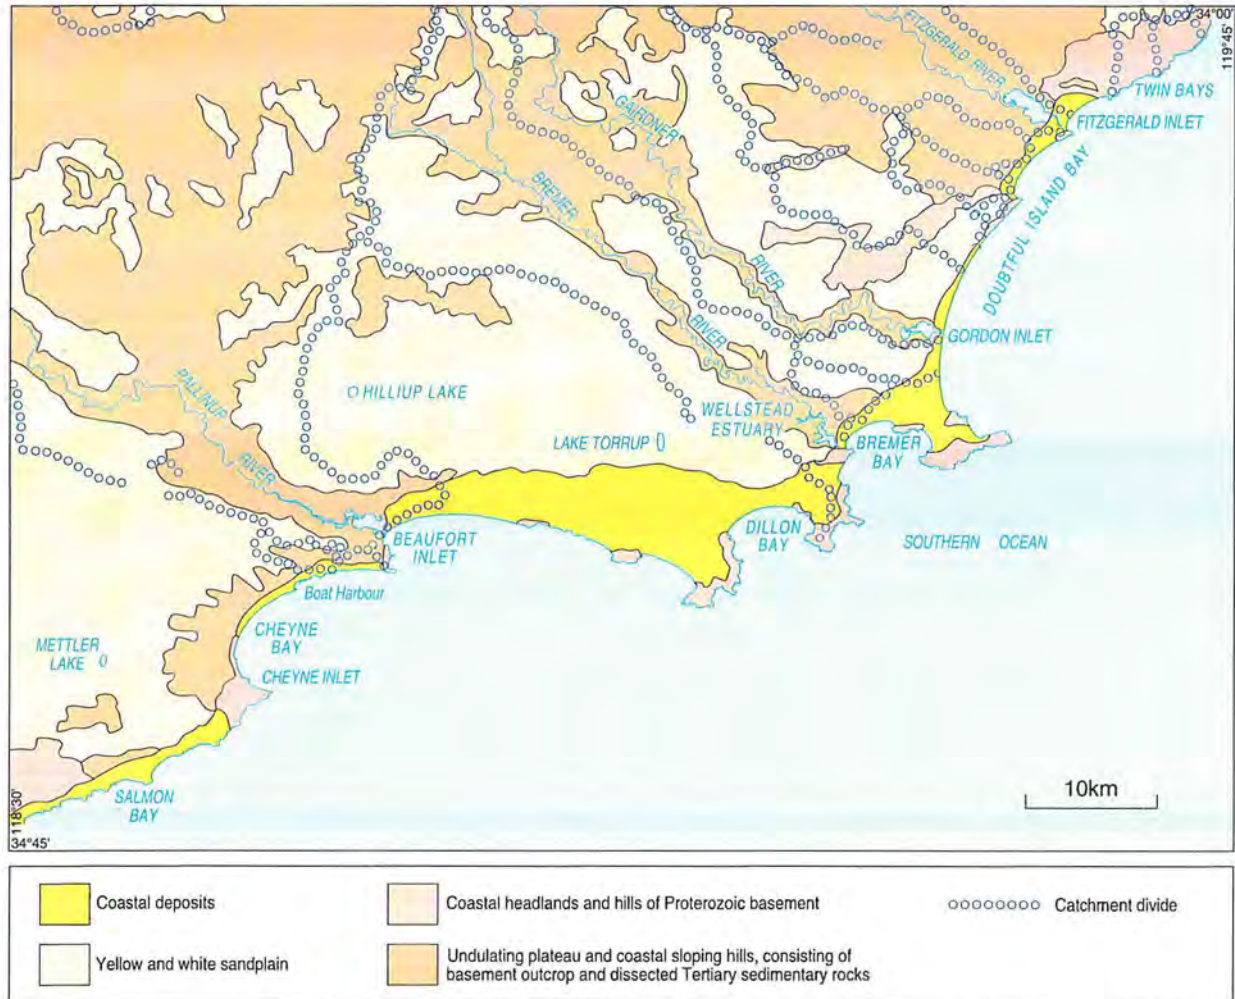 34°00'
119°45'
FITZGERALD RIVER
TWIN BAYS
FITZGERALD INLET
GARDNER
RIVER
BREMER
RIVER
DOUBTFUL ISLAND BAY
GORDON INLET
PALLINUP
RIVER
HILLIUP LAKE
WELLSTEAD
ESTUARY
LAKE TORRUP
BREMER
BAY
DILLON
BAY
SOUTHERN OCEAN
BEAUFORT
INLET
Boat Harbour
CHEYNE
BAY
METTLER
LAKE
CHEYNE INLET
SALMON
BAY
10km
118°30'
34°45'
Coastal deposits
Coastal headlands and hills of Proterozoic basement
Catchment divide
Yellow and white sandplain
Undulating plateau and coastal sloping hills, consisting of
basement outcrop and dissected Tertiary sedimentary rocks